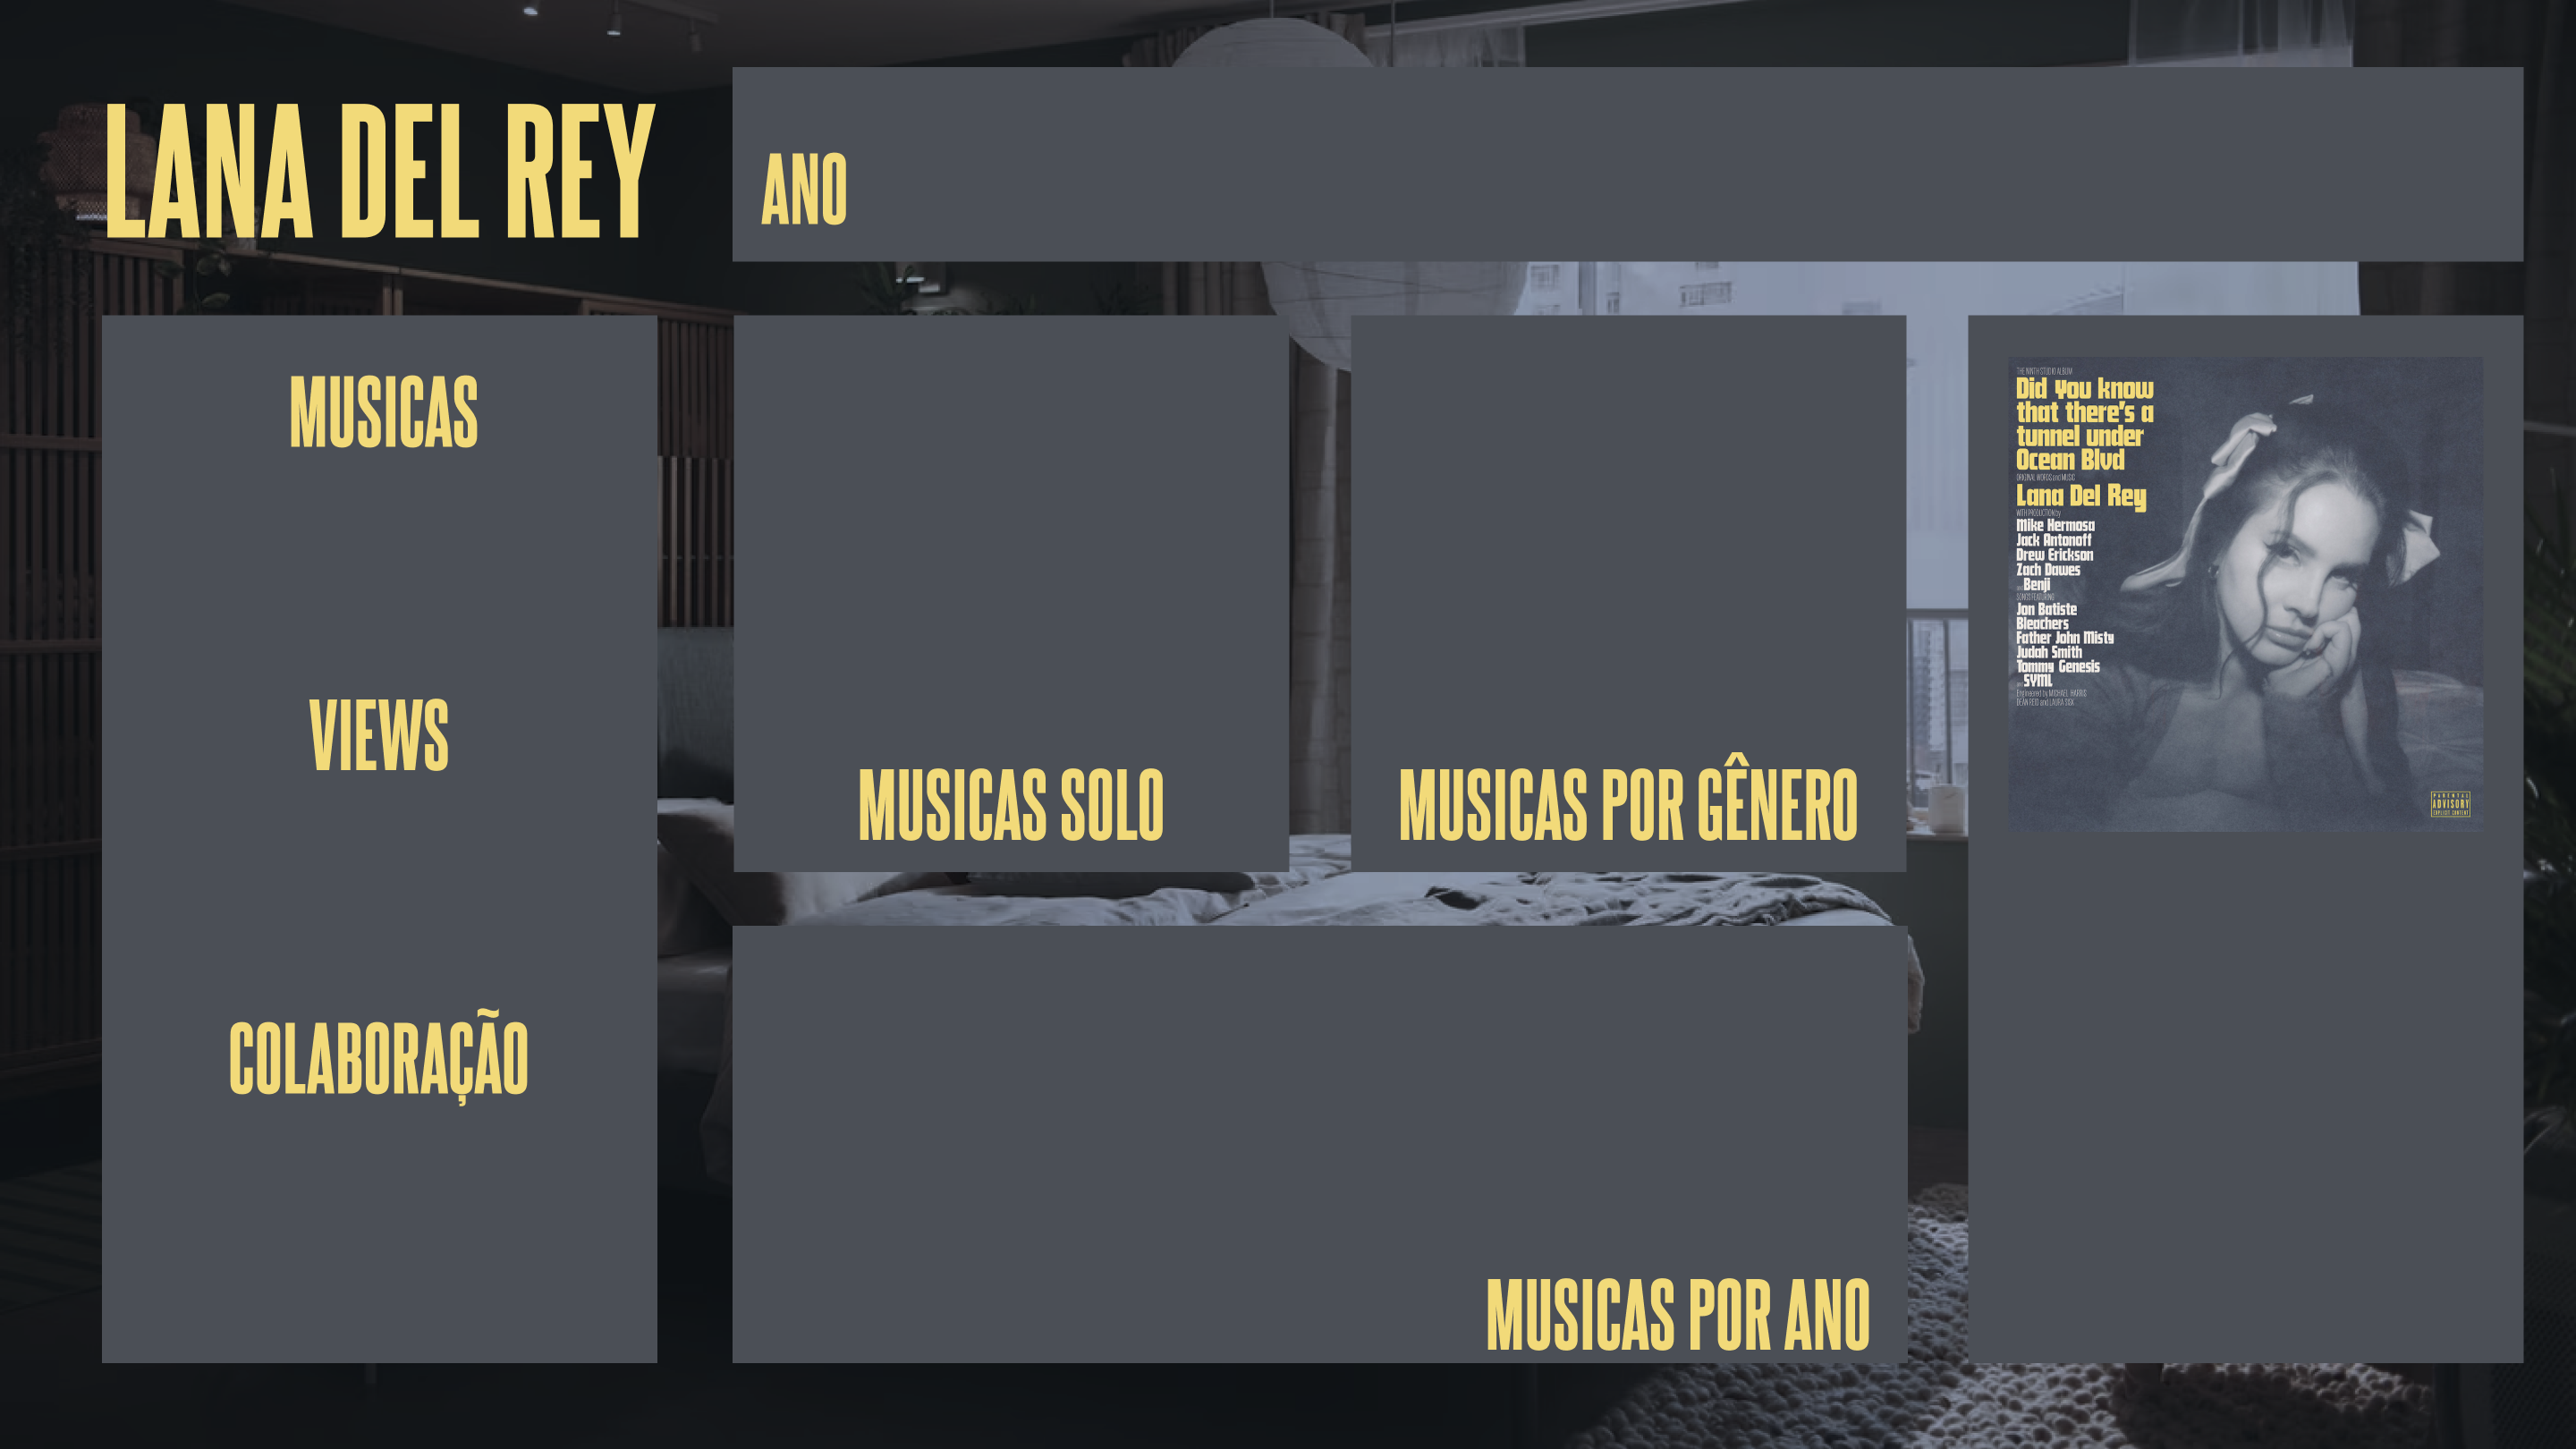 LANA DEL REY
ANO
MUSICAS
VIEWS
COLABORAÇÃO
MUSICAS SOLO
MUSICAS POR GÊNERO
MUSICAS POR ANO
THE NINTH STUDIO ALBUM
Did you know
that there's a
tunnel under
Ocean Blvd
ORIGINAL WORDS and MUSIC
Lana Del Rey
WITH PRODUCTION by
Mike Hermosa
Jack Antonoff
Drew Erickson
Zach Dawes
Benji
SONGS FEATURING
Jon Batiste
Bleachers
Father John Misty
Judah Smith
Tommy Genesis
SYML
Engineered by MICHAEL HARRIS
DEAN REID and LAURA SISK
PARENTAL
ADVISORY
EXPLICIT CONTENT